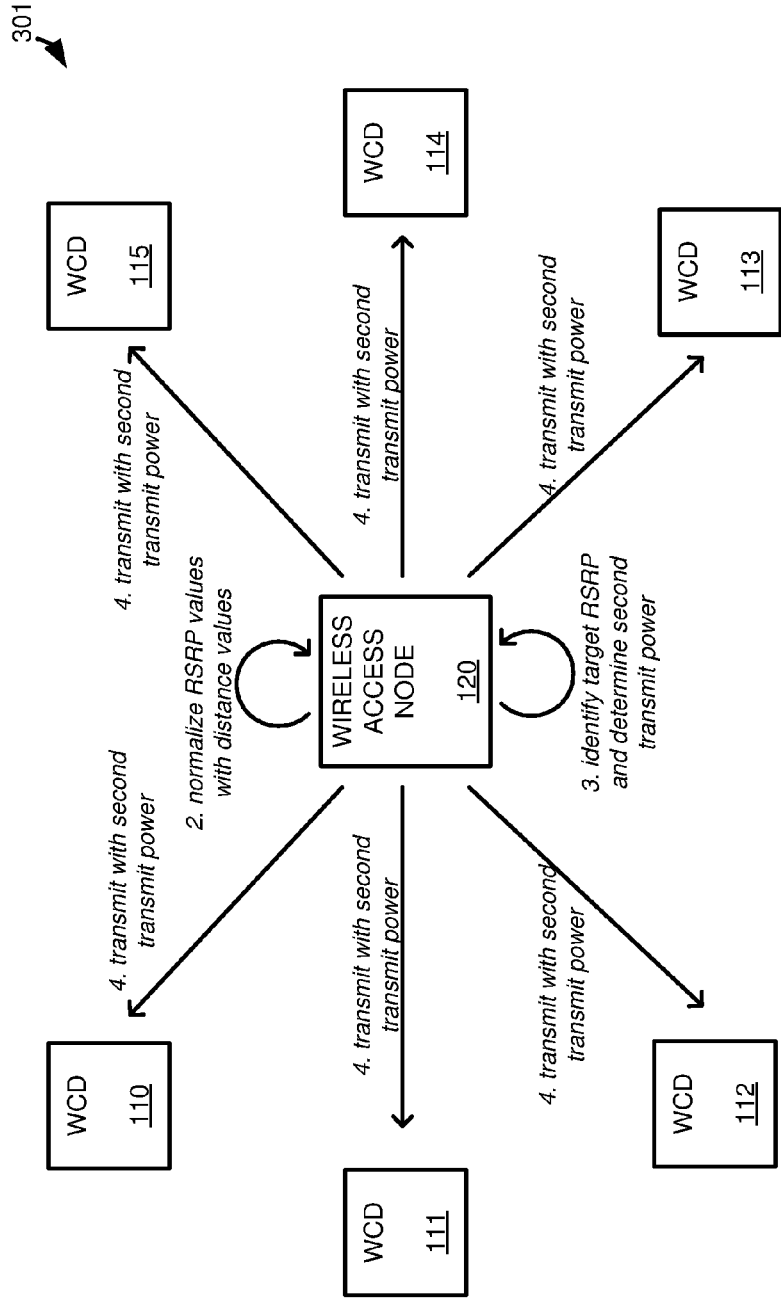 301
WCD
110
4. transmit with second
transmit power
WCD
115
4. transmit with second
transmit power
2. normalize RSRP values
with distance values
WCD
111
4. transmit with second
transmit power
WIRELESS
ACCESS
NODE
120
4. transmit with second
transmit power
WCD
114
3. identify target RSRP
and determine second
transmit power
WCD
112
4. transmit with second
transmit power
4. transmit with second
transmit power
WCD
113